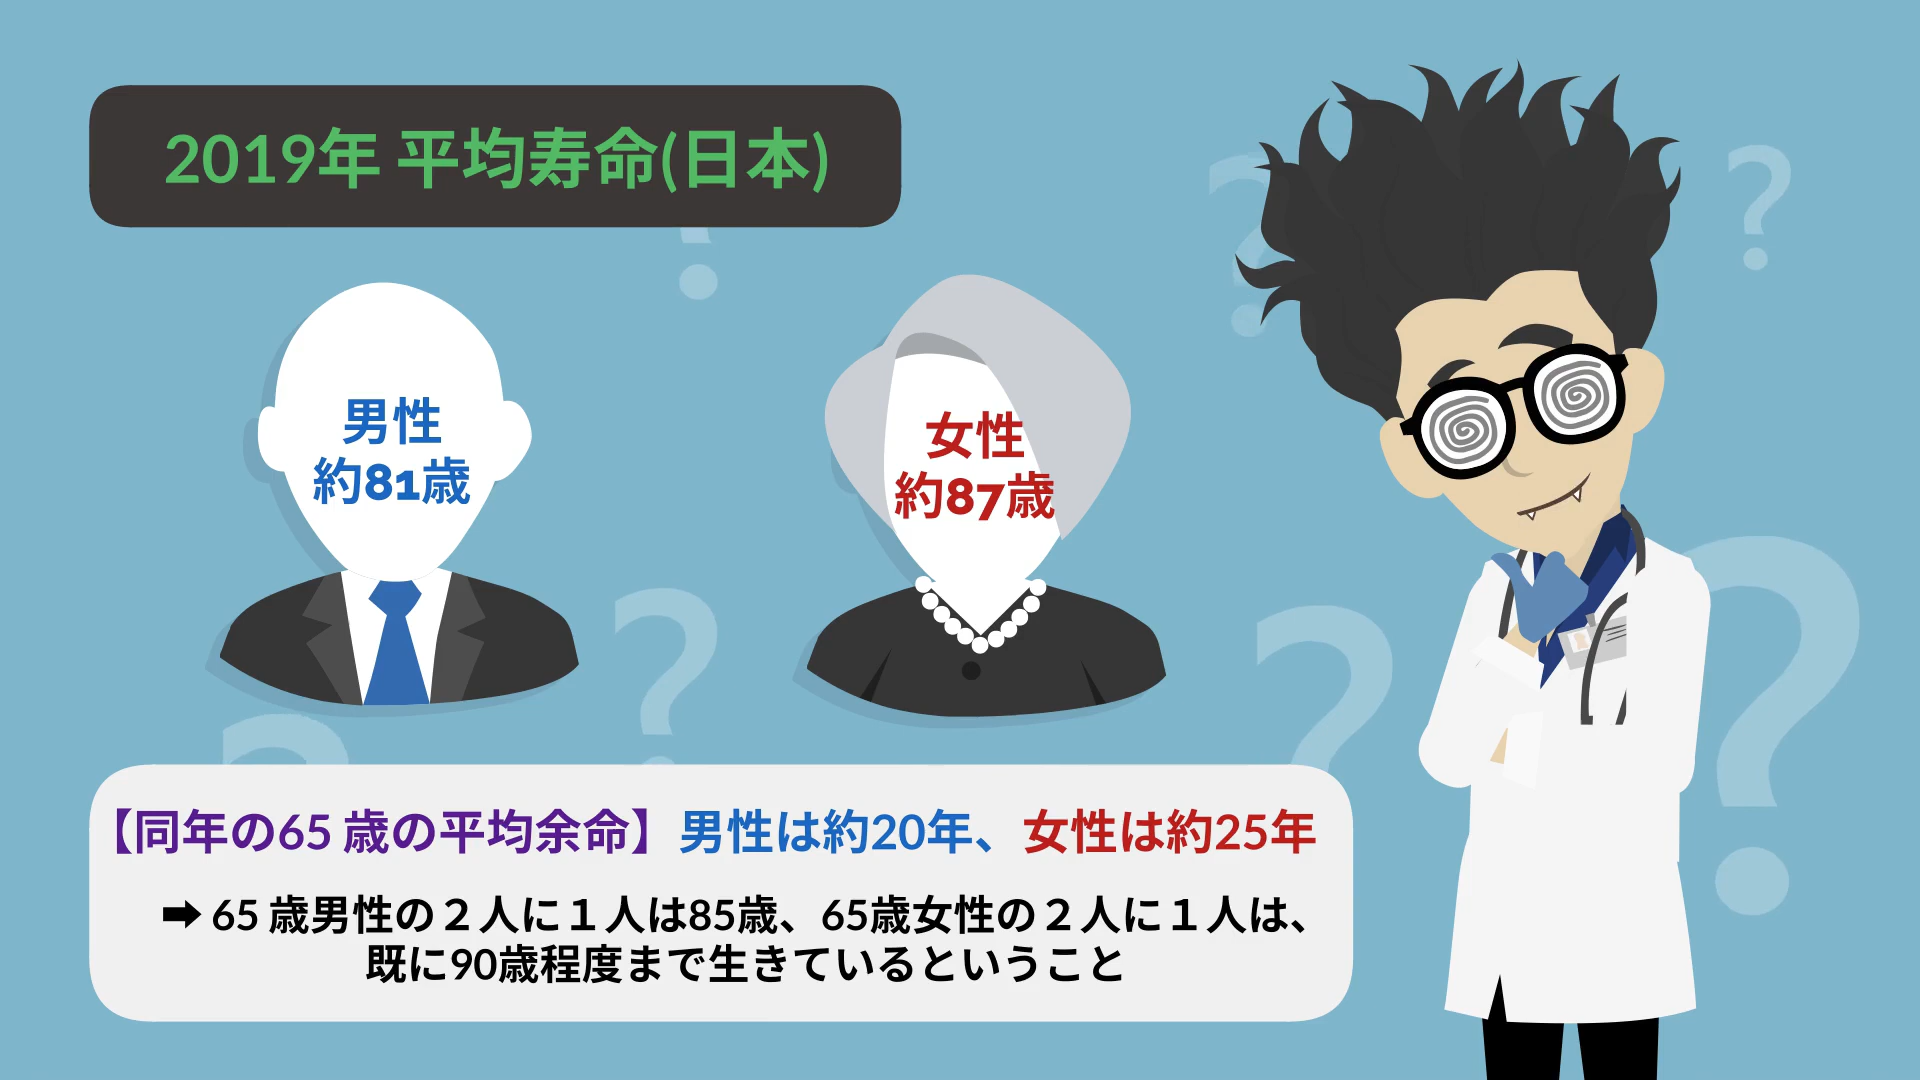 2019年 平均寿命(日本)
男性
約81歳
女性
約87歳
【同年の65 歳の平均余命】男性は約20年、女性は約25年
➡ 65 歳男性の２人に１人は85歳、65歳女性の２人に１人は、
既に90歳程度まで生きているということ